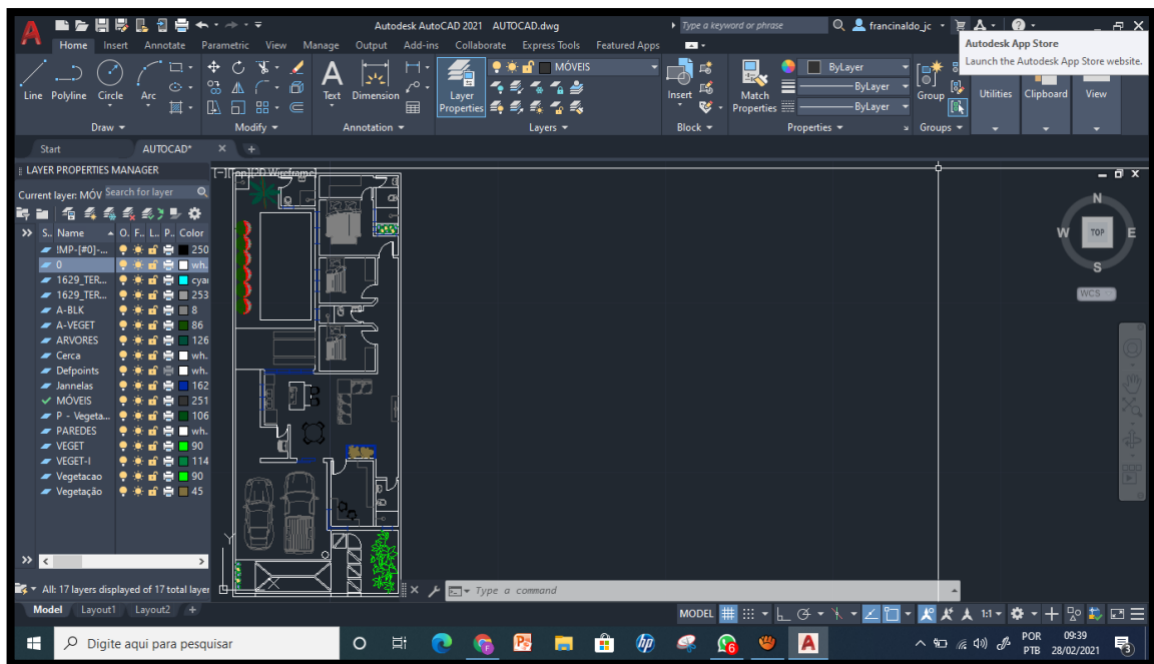 Autodesk AutoCAD 2021 AUTOCAD.dwg
Type a keyword or phrase
francinaldo_jc
Home Insert Annotate Parametric View Manage Output Add-ins Collaborate Express Tools Featured Apps
Autodesk App Store
Launch the Autodesk App Store website.
Line Polyline Circle Arc
Text Dimension
Layer
Properties
MÓVEIS
Insert
Match
Properties
ByLayer
ByLayer
ByLayer
Group
Utilities Clipboard View
Draw Modify Annotation Layers Block Properties Groups
Start AUTOCAD* +
LAYER PROPERTIES MANAGER
[-][Top][2D Wireframe]
Current layer: MÓV Search for layer
S.. Name O. F.. L.. P.. Color
!MP-[#0]-... 250
0 wh.
1629_TER... cyan
1629_TER... 253
A-BLK 8
A-VEGET 86
ARVORES 126
Cerca wh.
Defpoints wh.
Jannelas 162
MÓVEIS 251
P - Vegeta... 106
PAREDES wh.
VEGET 90
VEGET-I 114
Vegetacao 90
Vegetação 45
N
W TOP E
S
WCS
All: 17 layers displayed of 17 total layer
Type a command
Model Layout1 Layout2 +
MODEL 1:1
Digite aqui para pesquisar
6
POR
PTB
09:39
28/02/2021
3